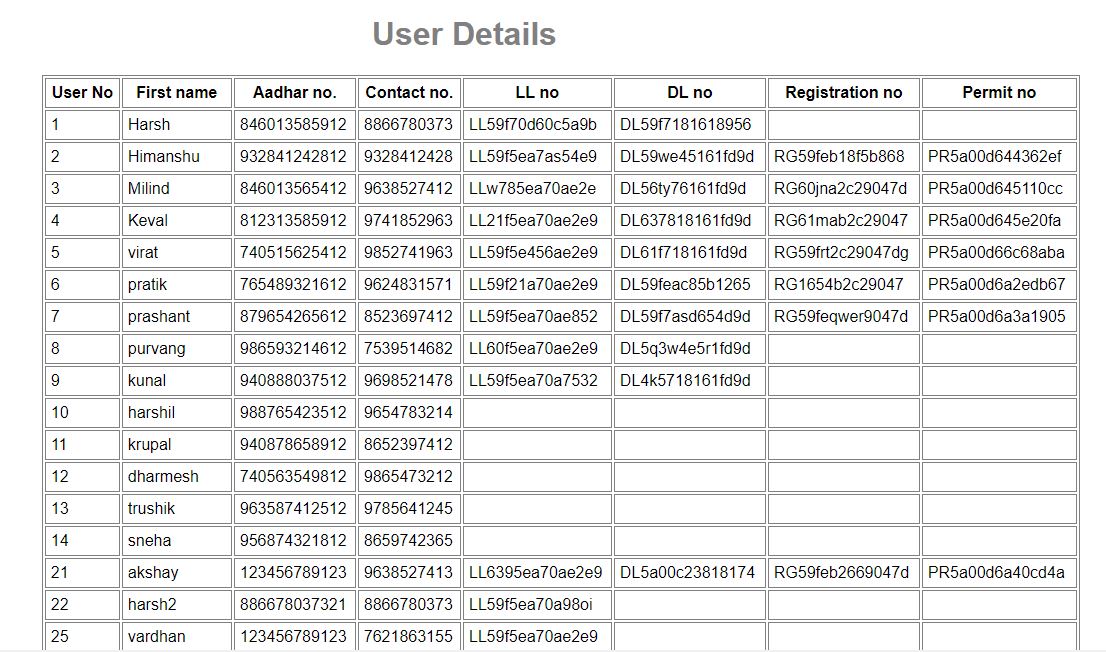 User Details
User No First name Aadhar no. Contact no. LL no DL no Registration no Permit no
1 Harsh 846013585912 8866780373 LL59f70d60c5a9b DL59f7181618956
2 Himanshu 932841242812 9328412428 LL59f5ea7as54e9 DL59we45161fd9d RG59feb18f5b868 PR5a00d644362ef
3 Milind 846013565412 9638527412 LLw785ea70ae2e DL56ty76161fd9d RG60jna2c29047d PR5a00d645110cc
4 Keval 812313585912 9741852963 LL21f5ea70ae2e9 DL637818161fd9d RG61mab2c29047 PR5a00d645e20fa
5 virat 740515625412 9852741963 LL59f5e456ae2e9 DL61f718161fd9d RG59frt2c29047dg PR5a00d66c68aba
6 pratik 765489321612 9624831571 LL59f21a70ae2e9 DL59feac85b1265 RG1654b2c29047 PR5a00d6a2edb67
7 prashant 879654265612 8523697412 LL59f5ea70ae852 DL59f7asd654d9d RG59feqwer9047d PR5a00d6a3a1905
8 purvang 986593214612 7539514682 LL60f5ea70ae2e9 DL5q3w4e5r1fd9d
9 kunal 940888037512 9698521478 LL59f5ea70a7532 DL4k5718161fd9d
10 harshil 988765423512 9654783214
11 krupal 940878658912 8652397412
12 dharmesh 740563549812 9865473212
13 trushik 963587412512 9785641245
14 sneha 956874321812 8659742365
21 akshay 123456789123 9638527413 LL6395ea70ae2e9 DL5a00c23818174 RG59feb2669047d PR5a00d6a40cd4a
22 harsh2 886678037321 8866780373 LL59f5ea70a98oi
25 vardhan 123456789123 7621863155 LL59f5ea70ae2e9